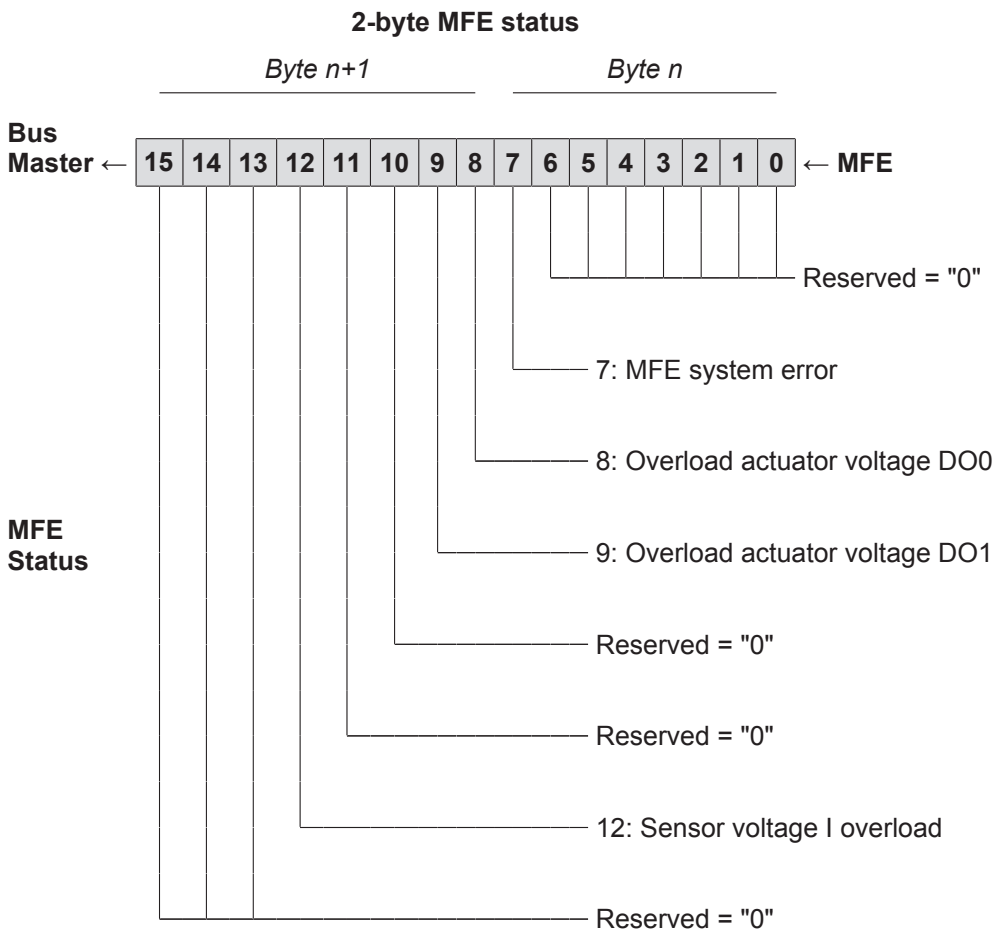 2-byte MFE status
Byte n+1 Byte n
Bus
Master ← 15 14 13 12 11 10 9 8 7 6 5 4 3 2 1 0 ← MFE
Reserved = "0"
7: MFE system error
8: Overload actuator voltage DO0
9: Overload actuator voltage DO1
MFE
Status
Reserved = "0"
Reserved = "0"
12: Sensor voltage I overload
Reserved = "0"